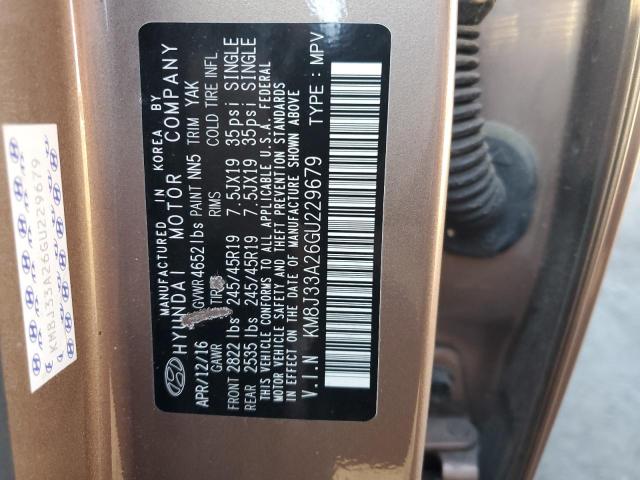 MANUFACTURED IN KOREA BY
HYUNDAI MOTOR COMPANY
APR/12/16 GVWR 4652 lbs PAINT NN5 TRIM YAK
GAWR RIMS COLD TIRE INFL
FRONT 2822 lbs 245/45R19 7.5JX19 35psi SINGLE
REAR 2535 lbs 245/45R19 7.5JX19 35psi SINGLE
THIS VEHICLE CONFORMS TO ALL APPLICABLE U.S.A. FEDERAL
MOTOR VEHICLE SAFETY AND THEFT PREVENTION STANDARDS
IN EFFECT ON THE DATE OF MANUFACTURE SHOWN ABOVE
V.I.N KM8J33A26GU229679 TYPE : MPV
KM8J33A26GU229679